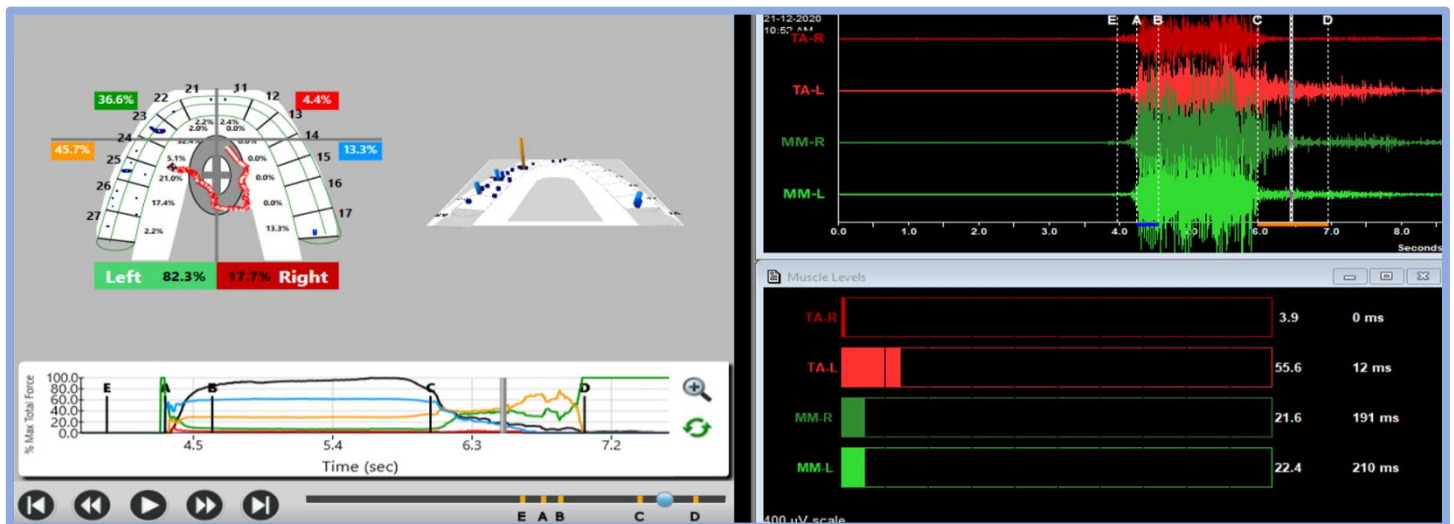 21-12-2020
10:52 AM
E A B C D
TA-R
TA-L
MM-R
MM-L
0.0 1.0 2.0 3.0 5.0 6.0 7.0 8.0
Seconds
36.6% 4.4%
45.7% 13.3%
21 11
22 12
23 13
24 14
25 15
26 16
27 17
2.2% 2.4%
2.0% 0.0%
5.1% 0.0%
21.0% 0.0%
17.4% 0.0%
2.2% 13.3%
Left 82.3% 17.7% Right
% Max Total Force
100.0
80.0
60.0
40.0
20.0
0.0
E A B C D
4.5 5.4 6.3 7.2
Time (sec)
E A B C D
Muscle Levels
TA-R 3.9 0 ms
TA-L 55.6 12 ms
MM-R 21.6 191 ms
MM-L 22.4 210 ms
400 uV scale